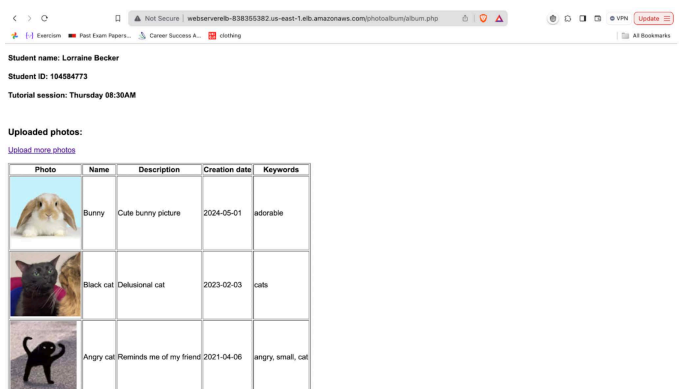 Not Secure webserverelb-838355382.us-east-1.elb.amazonaws.com/photoalbum/album.php VPN Update
Exercism Past Exam Papers... Career Success A... clothing All Bookmarks
Student name: Lorraine Becker
Student ID: 104584773
Tutorial session: Thursday 08:30AM
Uploaded photos:
Upload more photos
Photo Name Description Creation date Keywords
Bunny Cute bunny picture 2024-05-01 adorable
Black cat Delusional cat 2023-02-03 cats
Angry cat Reminds me of my friend 2021-04-06 angry, small, cat